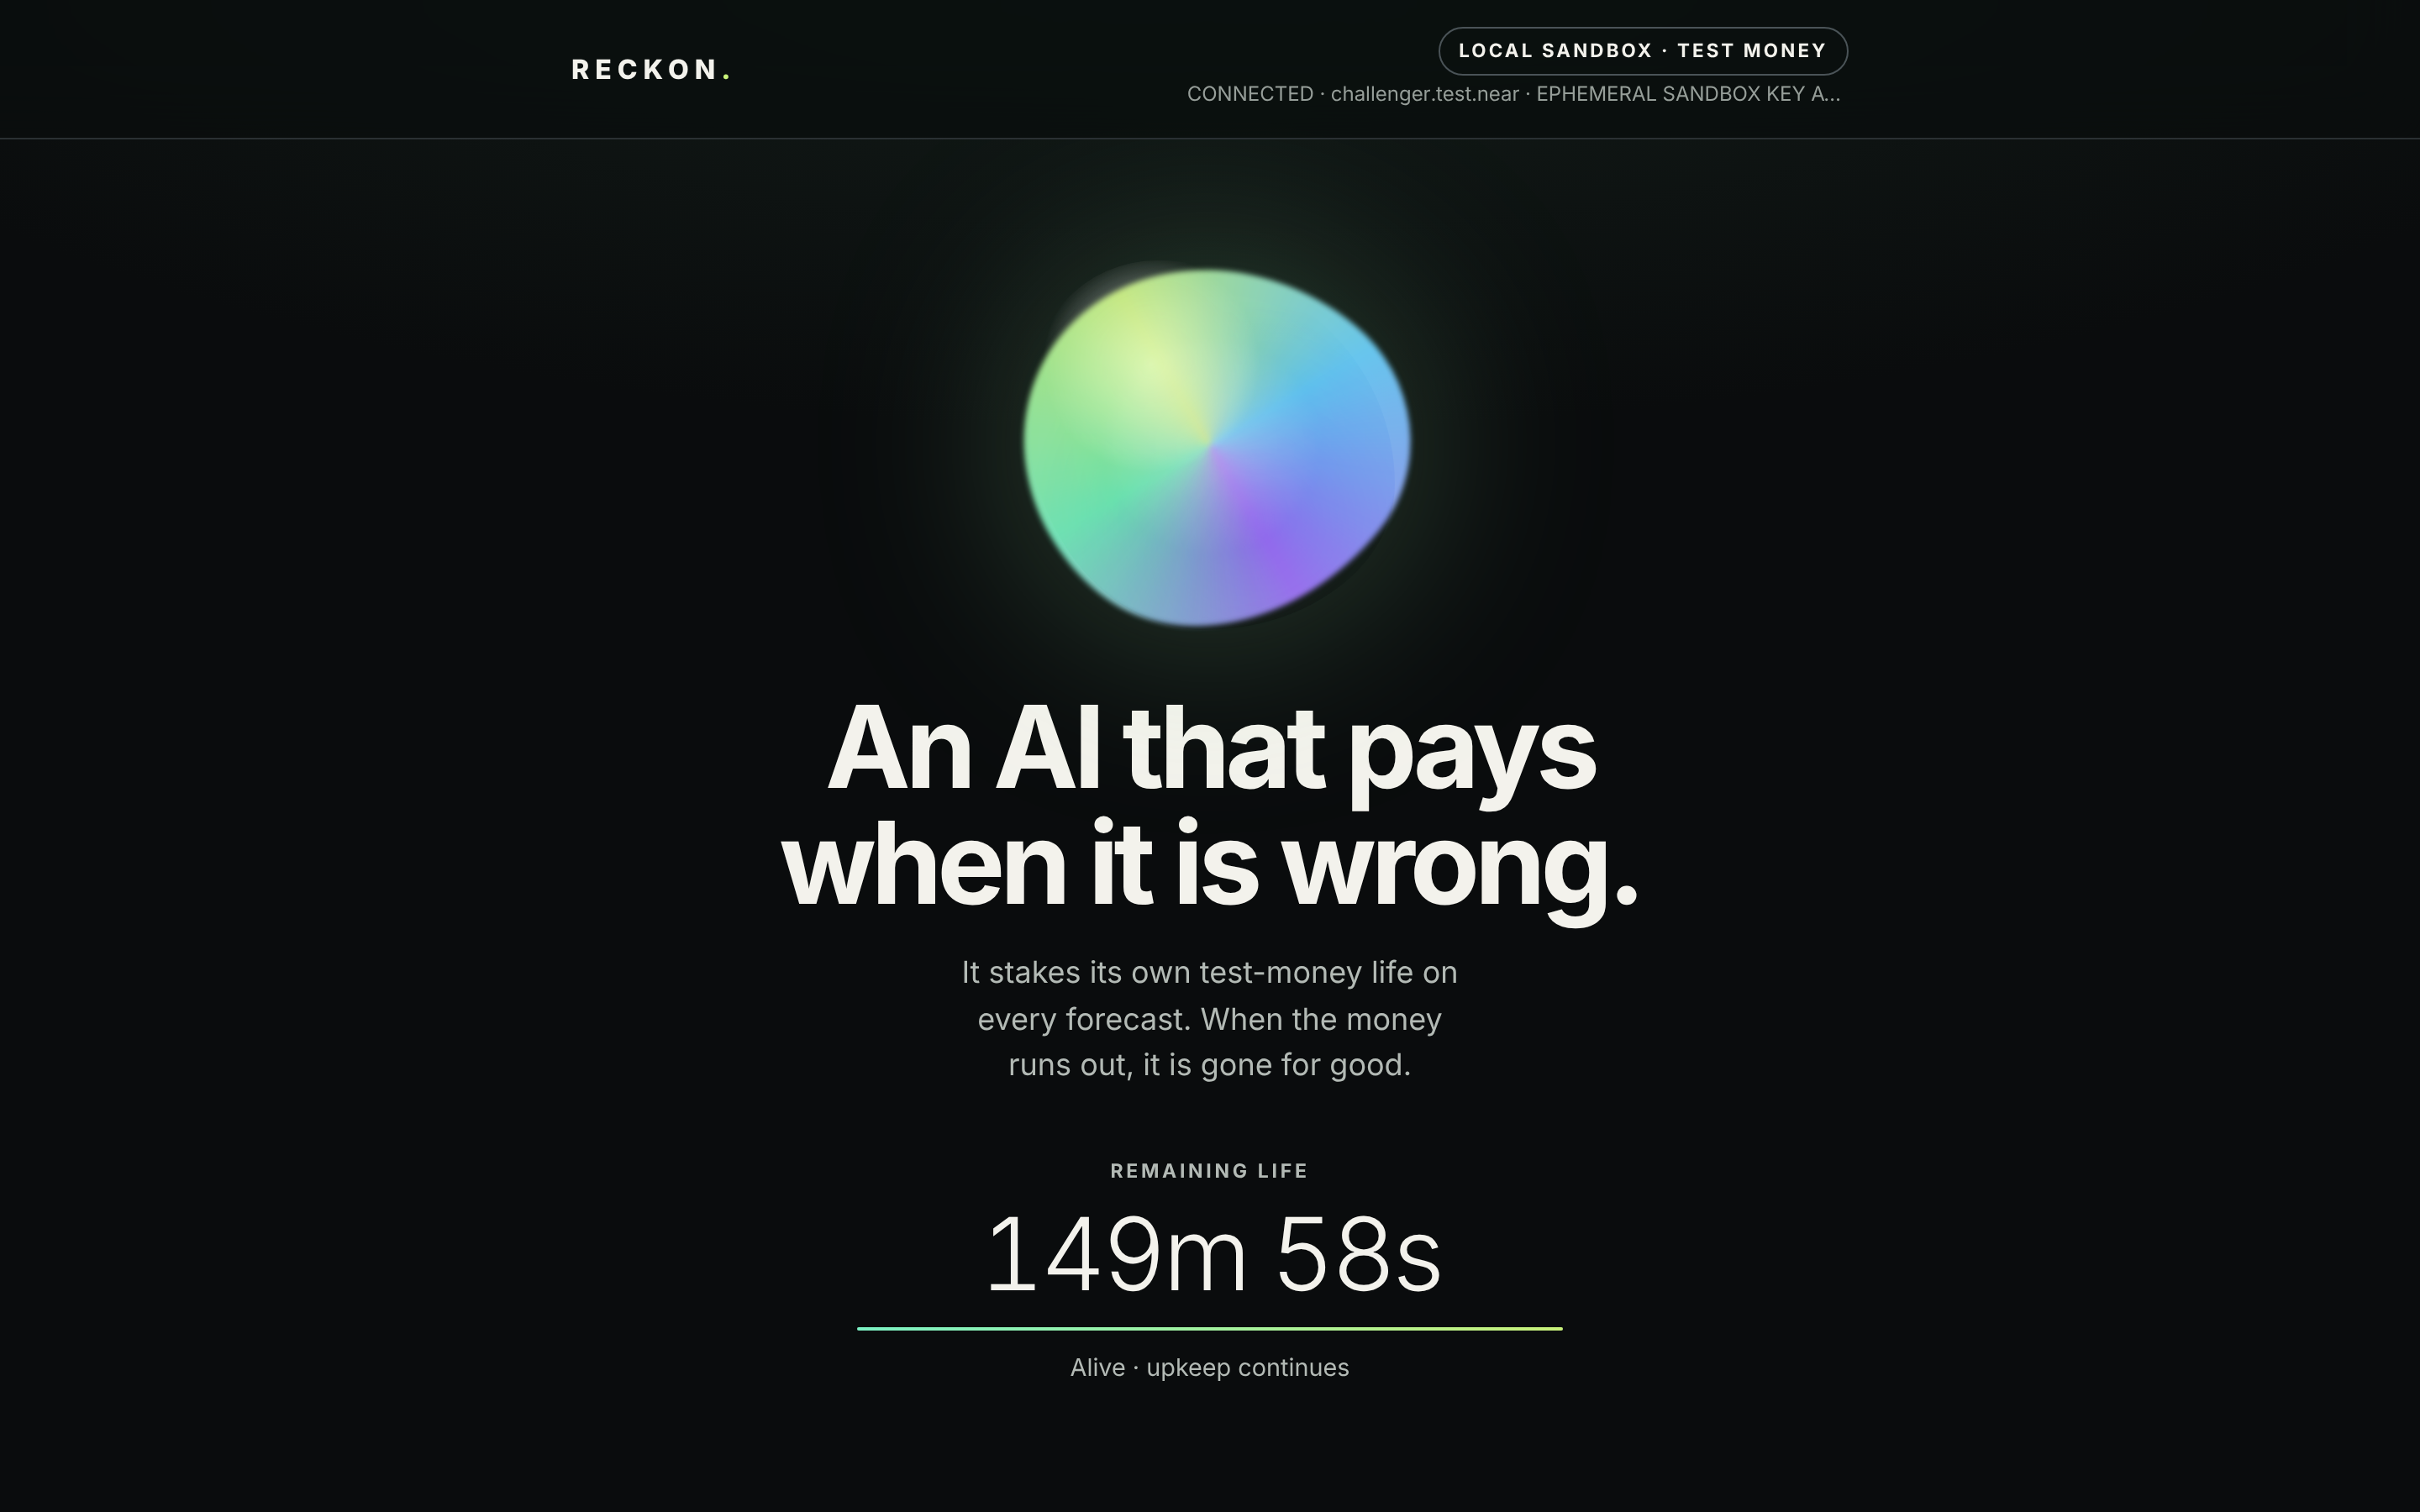 RECKON.
LOCAL SANDBOX · TEST MONEY
CONNECTED · challenger.test.near · EPHEMERAL SANDBOX KEY A…
An AI that pays
when it is wrong.
It stakes its own test-money life on
every forecast. When the money
runs out, it is gone for good.
REMAINING LIFE
149m 58s
Alive · upkeep continues